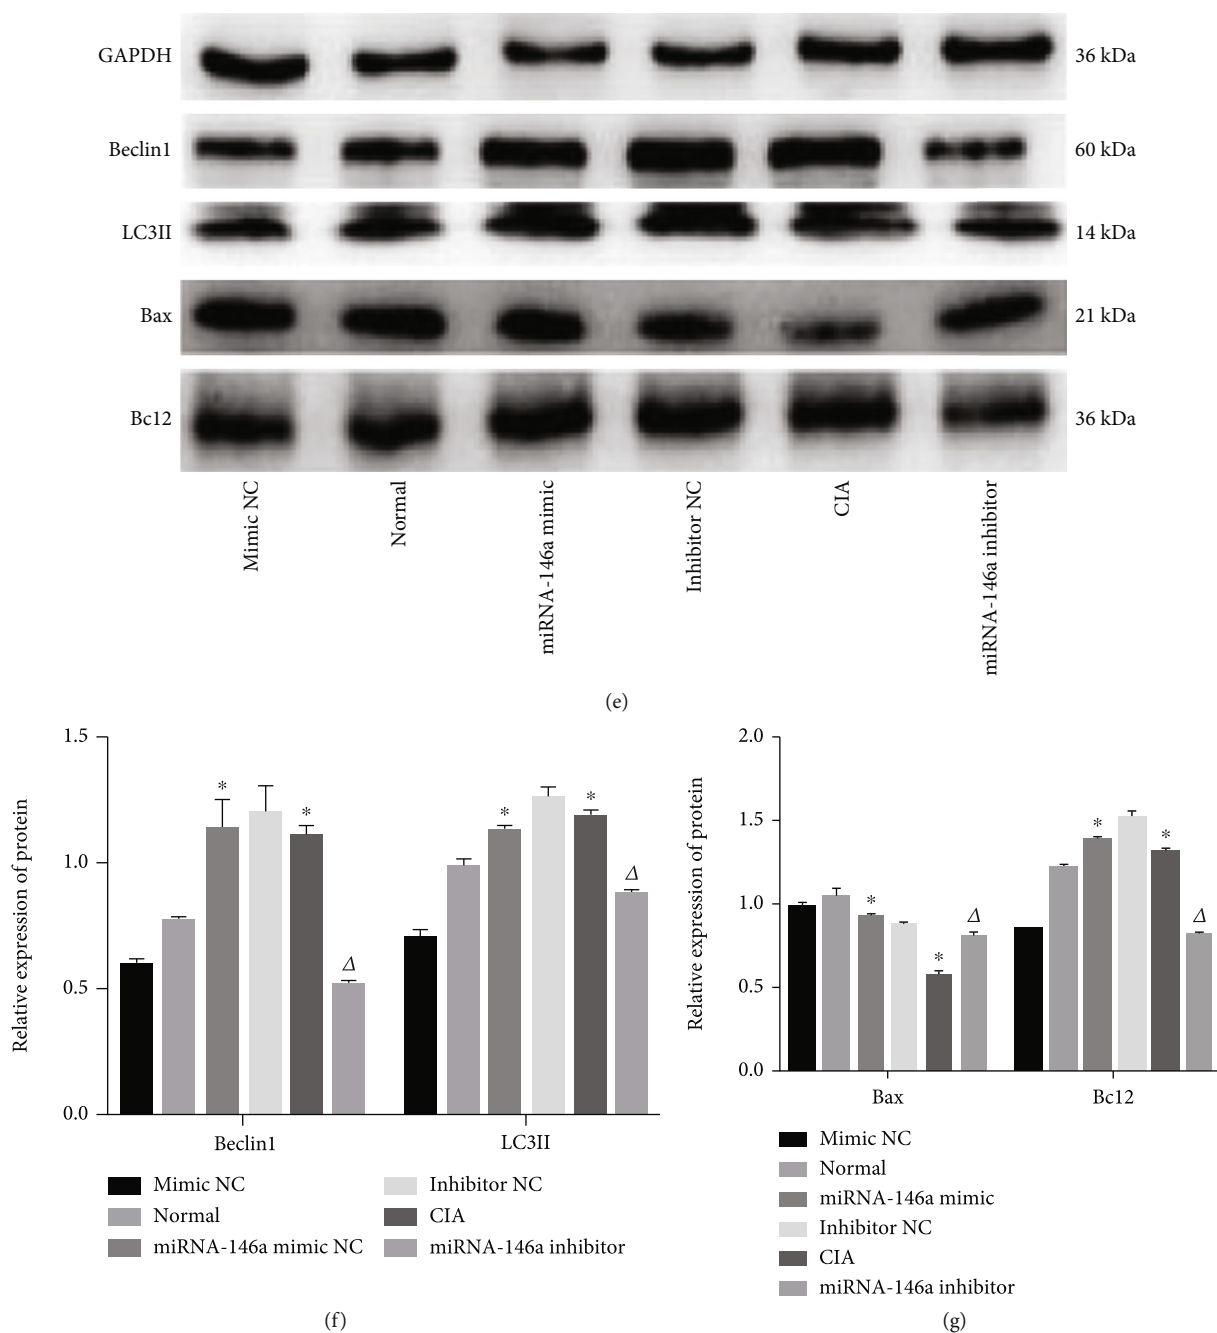 GAPDH 36 kDa
Beclin1 60 kDa
LC3II 14 kDa
Bax 21 kDa
Bc12 36 kDa
Mimic NC
Normal
miRNA-146a mimic
Inhibitor NC
CIA
miRNA-146a inhibitor
(e)
Relative expression of protein
1.5
1.0
0.5
0.0
* * Δ * * Δ
Beclin1 LC3II
Mimic NC
Normal
miRNA-146a mimic NC
Inhibitor NC
CIA
miRNA-146a inhibitor
(f)
Relative expression of protein
2.0
1.5
1.0
0.5
0.0
* * Δ * * Δ
Bax Bc12
Mimic NC
Normal
miRNA-146a mimic
Inhibitor NC
CIA
miRNA-146a inhibitor
(g)